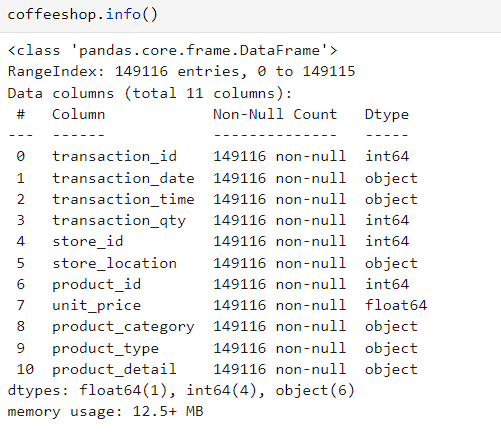 coffeeshop.info()
<class 'pandas.core.frame.DataFrame'>
RangeIndex: 149116 entries, 0 to 149115
Data columns (total 11 columns):
 #   Column            Non-Null Count   Dtype
---  ------            --------------   -----
 0   transaction_id    149116 non-null  int64
 1   transaction_date  149116 non-null  object
 2   transaction_time  149116 non-null  object
 3   transaction_qty   149116 non-null  int64
 4   store_id          149116 non-null  int64
 5   store_location    149116 non-null  object
 6   product_id        149116 non-null  int64
 7   unit_price        149116 non-null  float64
 8   product_category  149116 non-null  object
 9   product_type      149116 non-null  object
 10  product_detail    149116 non-null  object
dtypes: float64(1), int64(4), object(6)
memory usage: 12.5+ MB